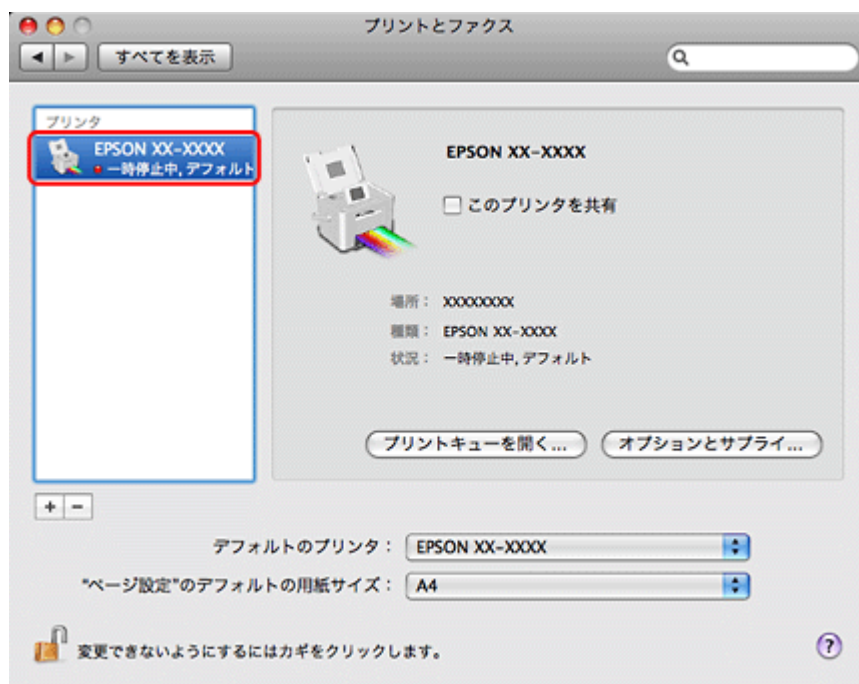 プリントとファクス
すべてを表示
プリンタ
EPSON XX-XXXX
一時停止中, デフォルト
EPSON XX-XXXX
このプリンタを共有
場所： XXXXXXXX
種類： EPSON XX-XXXX
状況： 一時停止中, デフォルト
プリントキューを開く... オプションとサプライ...
+ −
デフォルトのプリンタ： EPSON XX-XXXX
"ページ設定"のデフォルトの用紙サイズ： A4
変更できないようにするにはカギをクリックします。 ?